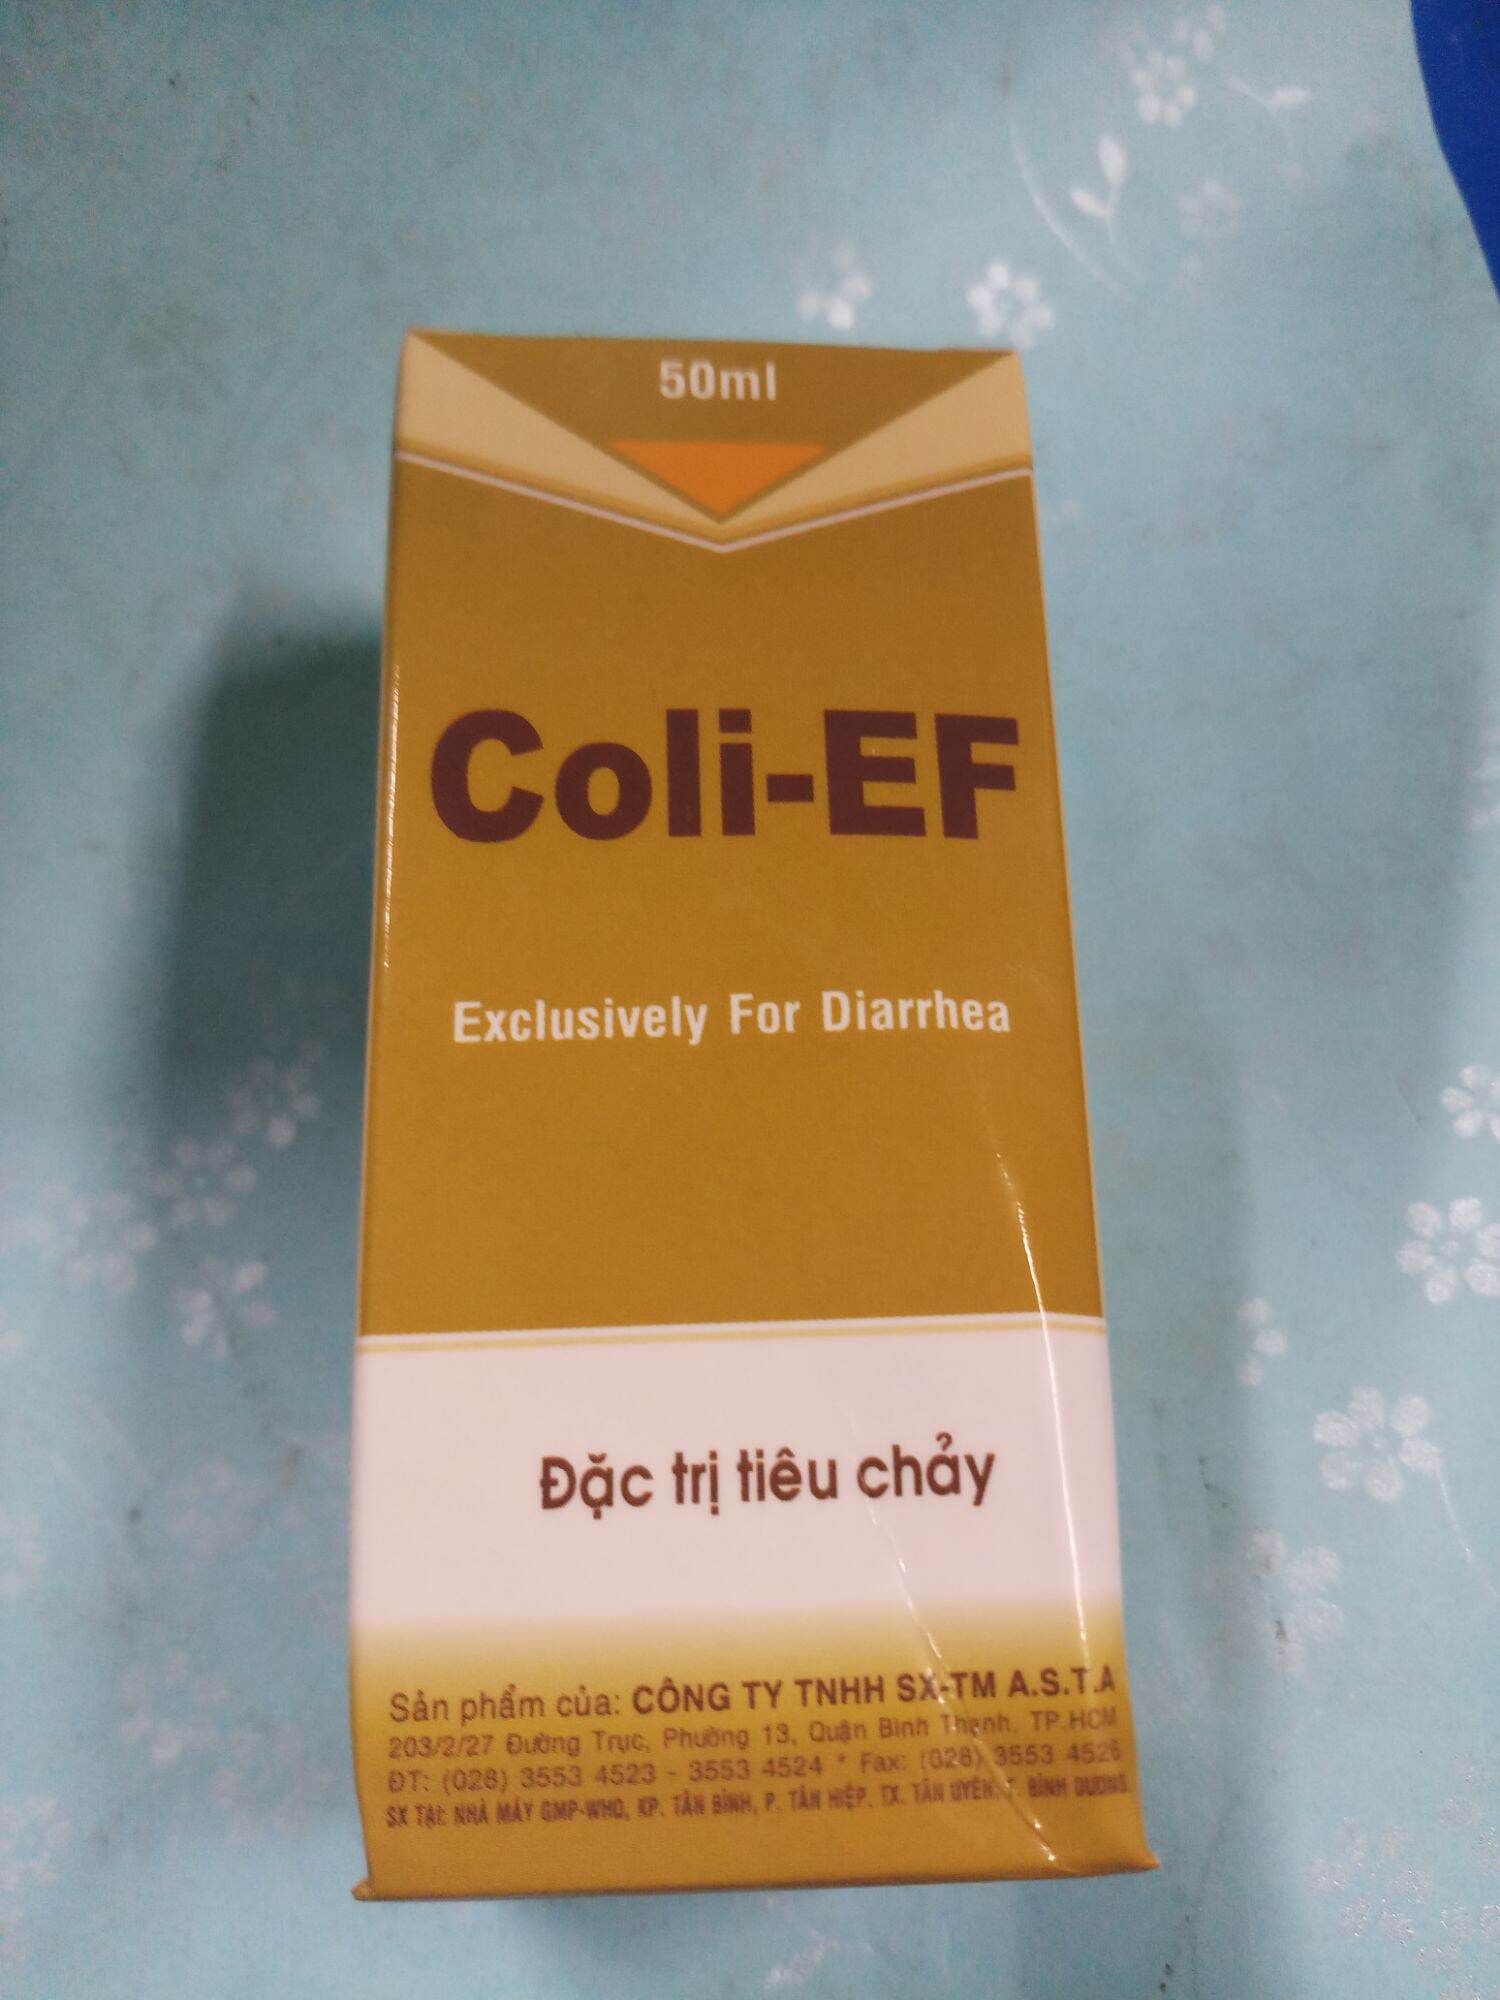 50ml
Coli-EF
Exclusively For Diarrhea
Đặc trị tiêu chảy
Sản phẩm của: CÔNG TY TNHH SX-TM A.S.T.A
203/2/27 Đường Trục, Phường 13, Quận Bình Thạnh, TP.HCM
ĐT: (028) 3553 4523 - 3553 4524 * Fax: (028) 3553 4526
SX TẠI: NHÀ MÁY GMP-WHO, KP. TÂN BÌNH, P. TÂN HIỆP, TX. TÂN UYÊN, T. BÌNH DƯƠNG